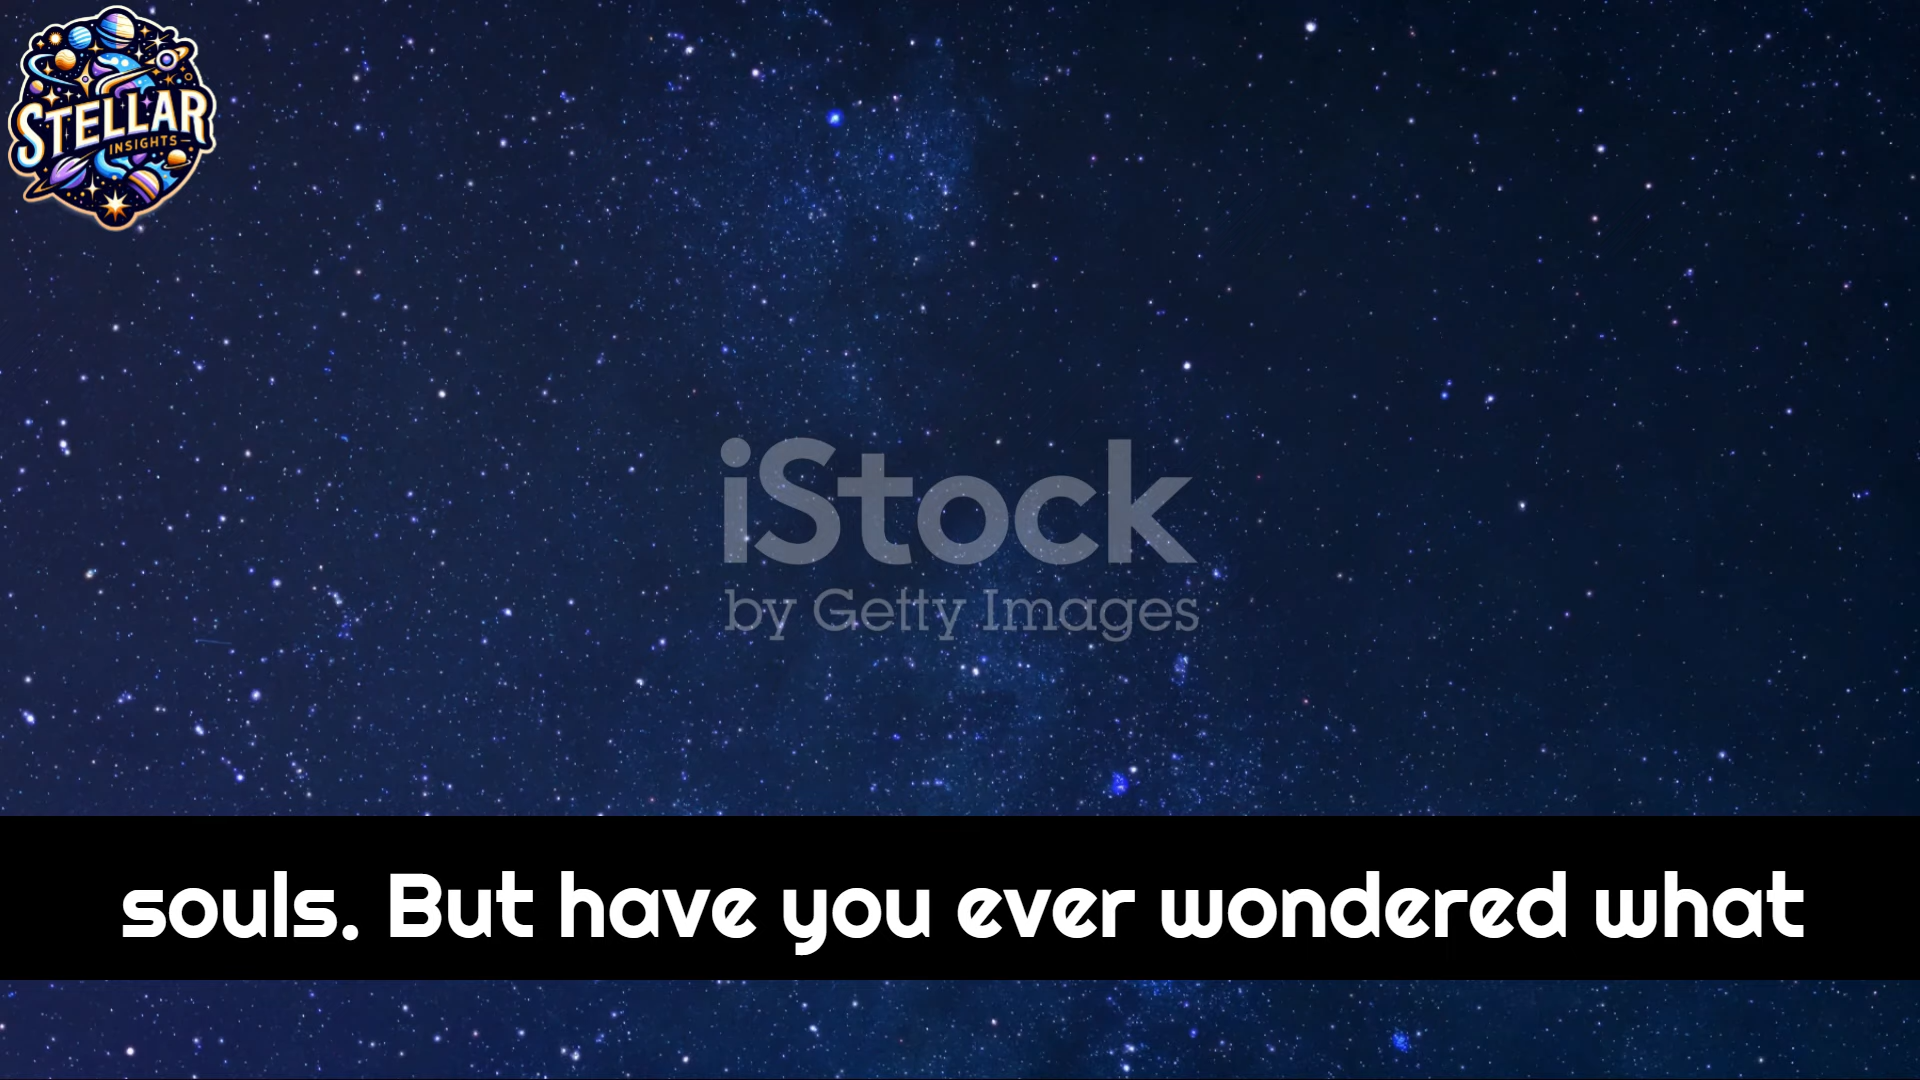 STELLAR
INSIGHTS
iStock
by Getty Images
souls. But have you ever wondered what